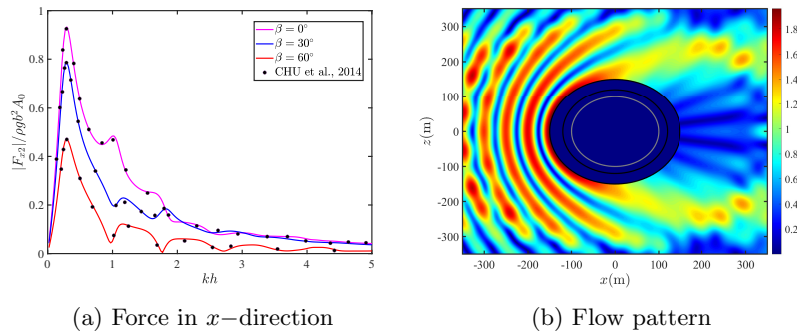 β = 0°
β = 30°
β = 60°
CHU et al., 2014
|F_{x2}|/ρgb²A₀
1
0.8
0.6
0.4
0.2
0
0 1 2 3 4 5
kh
(a) Force in x−direction
z(m)
300
200
100
0
-100
-200
-300
-300 -200 -100 0 100 200 300
x(m)
1.8
1.6
1.4
1.2
1
0.8
0.6
0.4
0.2
(b) Flow pattern